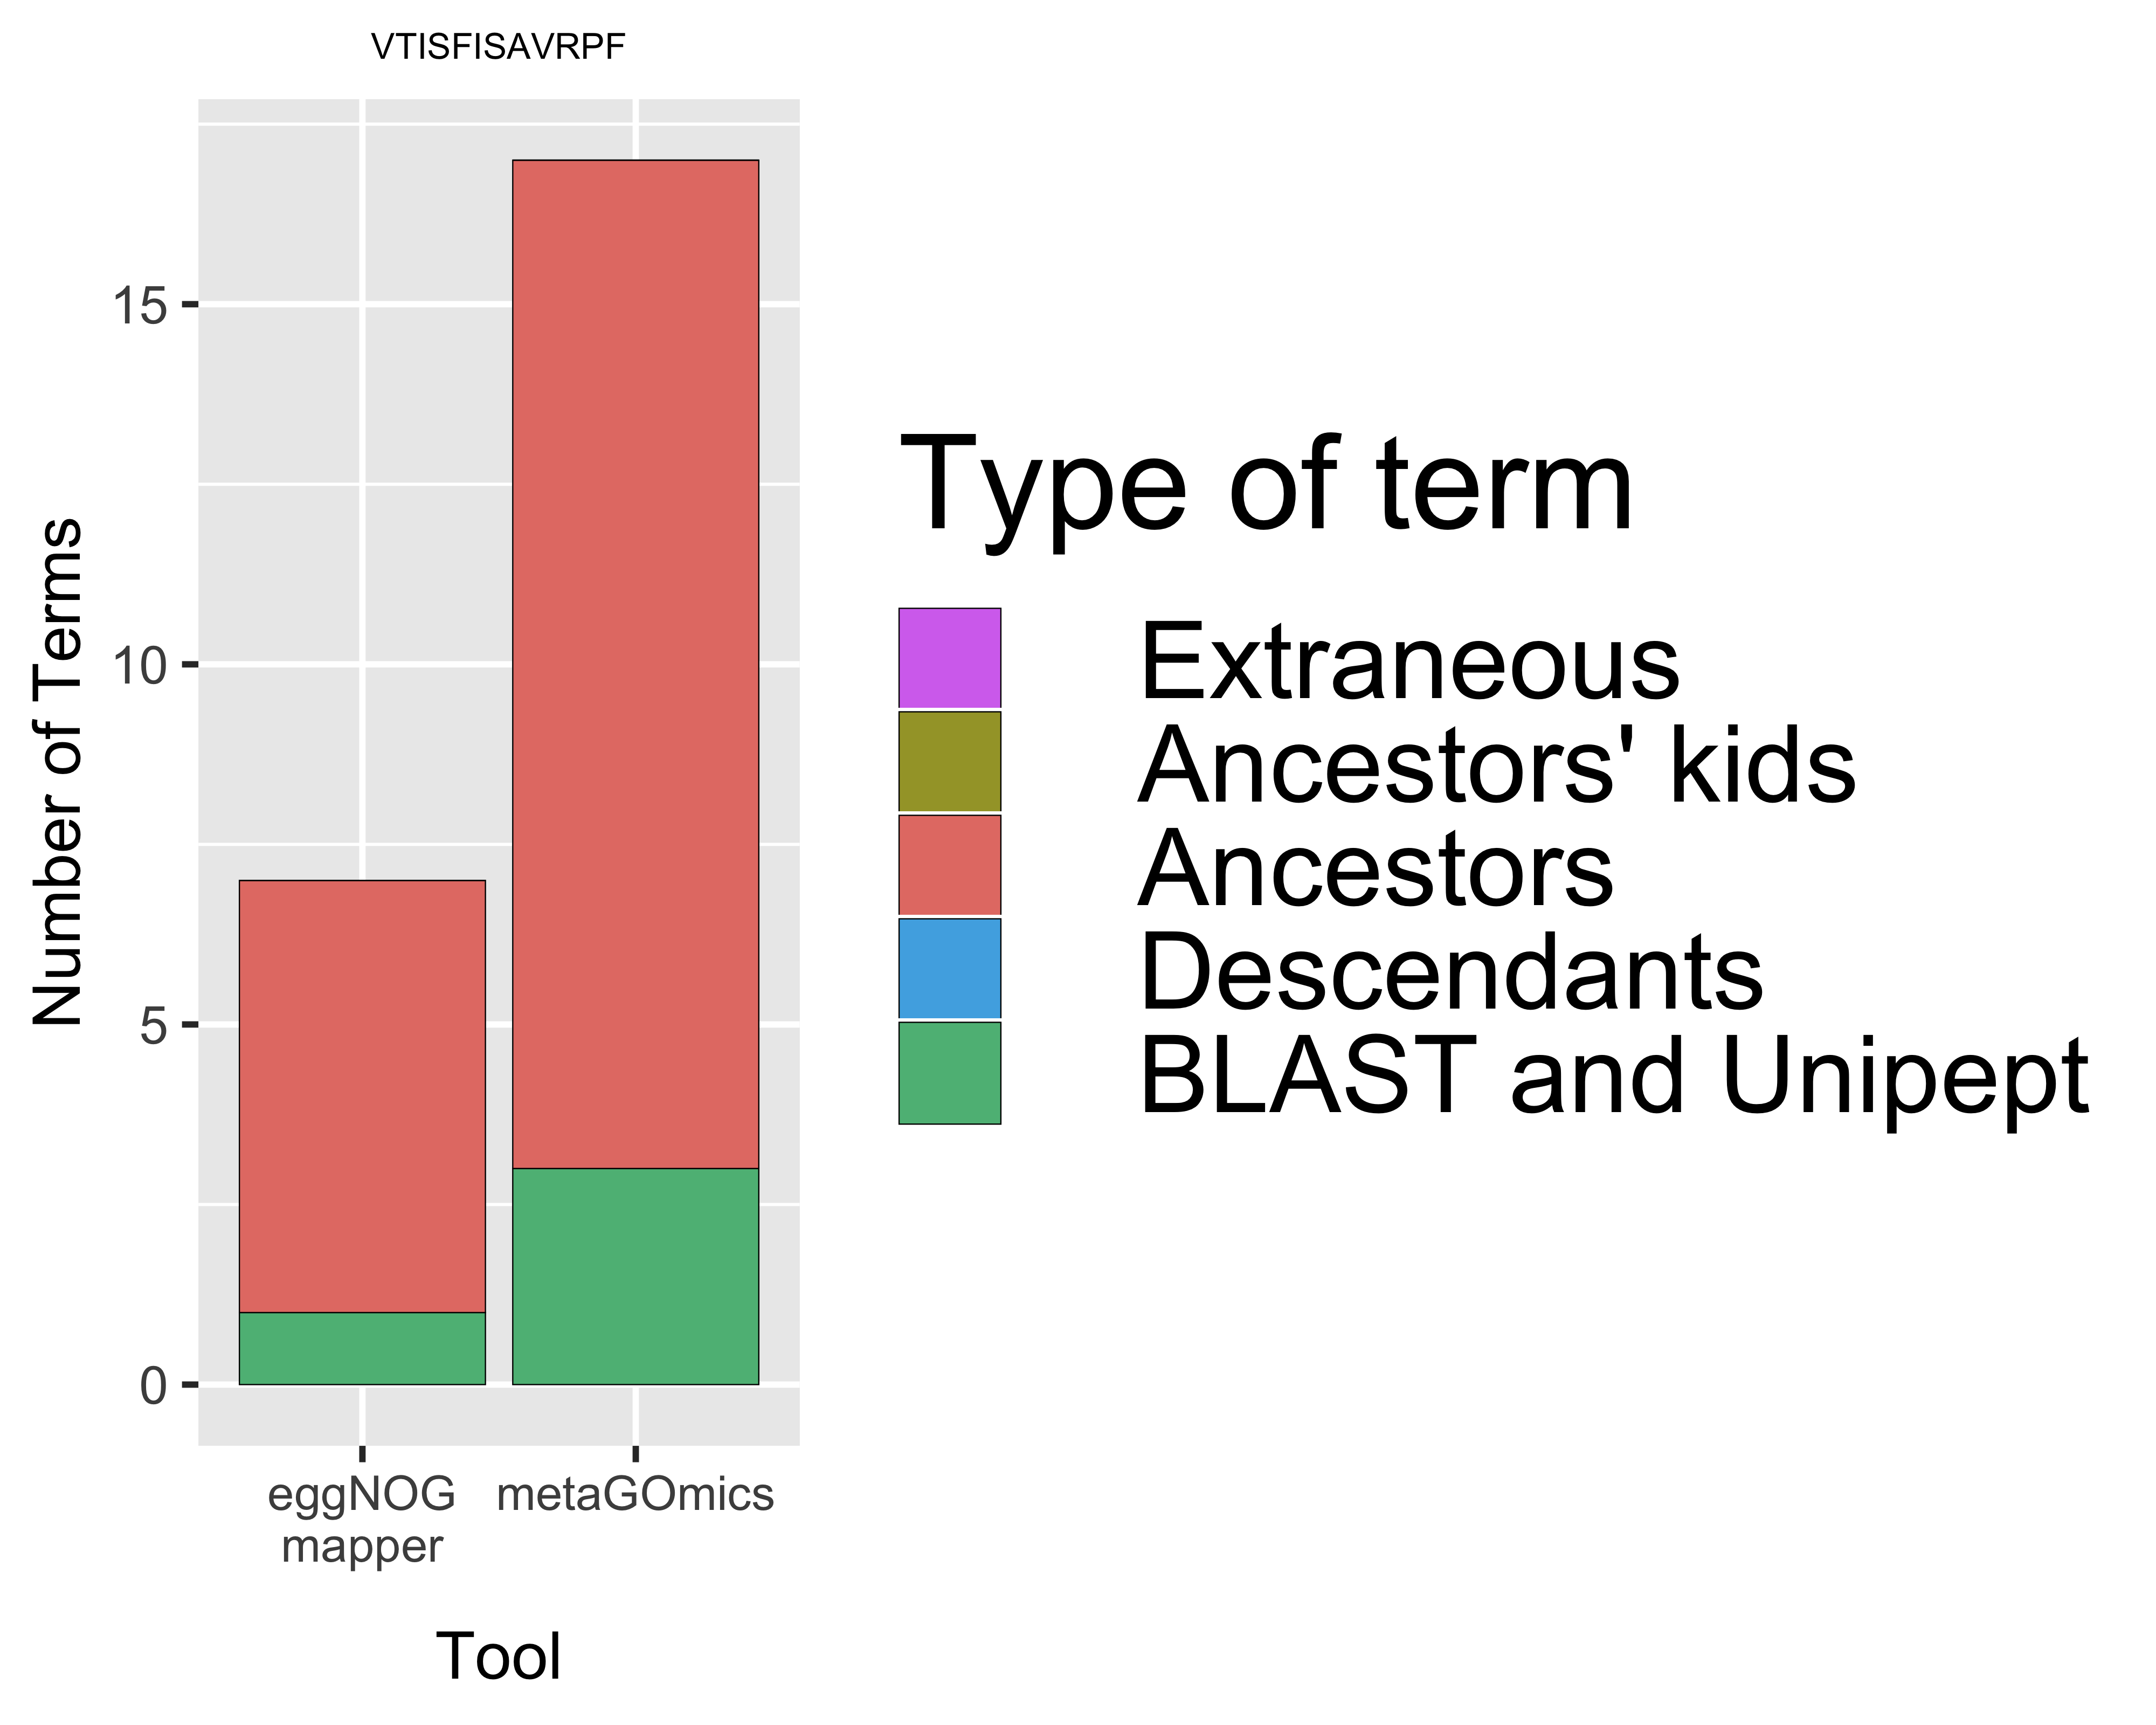 VTISFISAVRPF
Number of Terms
15
10
5
0
eggNOG
mapper
metaGOmics
Tool
Type of term
Extraneous
Ancestors' kids
Ancestors
Descendants
BLAST and Unipept